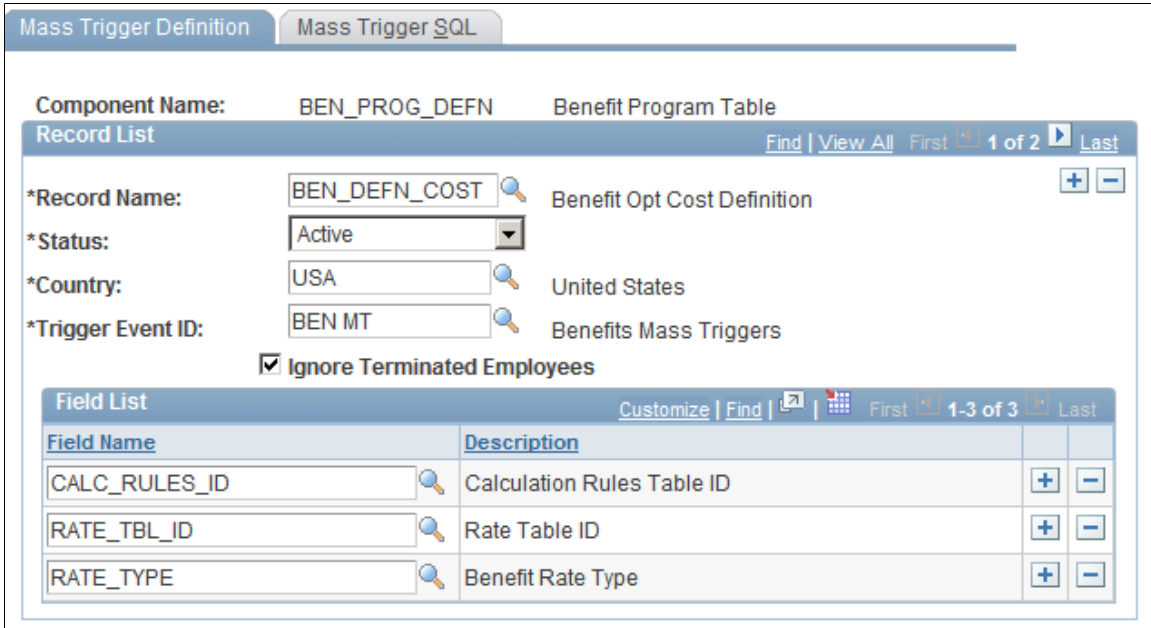 Mass Trigger Definition Mass Trigger SQL
Component Name: BEN_PROG_DEFN Benefit Program Table
Record List Find | View All First 1 of 2 Last
*Record Name: BEN_DEFN_COST Benefit Opt Cost Definition
*Status: Active
*Country: USA United States
*Trigger Event ID: BEN MT Benefits Mass Triggers
Ignore Terminated Employees
Field List Customize | Find | | First 1-3 of 3 Last
Field Name Description
CALC_RULES_ID Calculation Rules Table ID
RATE_TBL_ID Rate Table ID
RATE_TYPE Benefit Rate Type